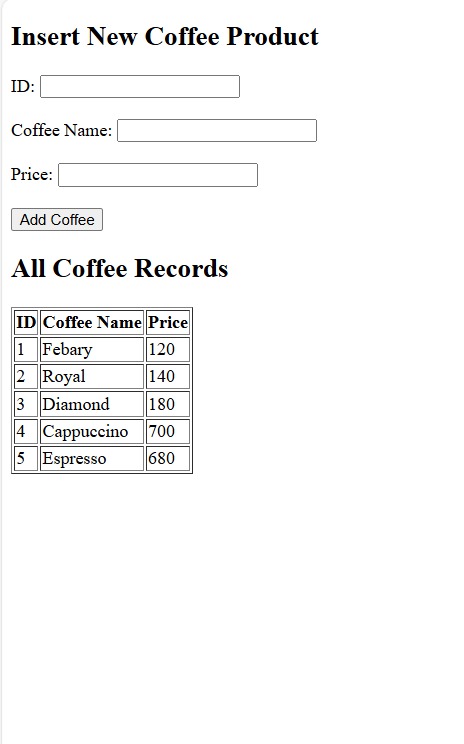 Insert New Coffee Product
ID:
Coffee Name:
Price:
Add Coffee
All Coffee Records
ID Coffee Name Price
1 Febary 120
2 Royal 140
3 Diamond 180
4 Cappuccino 700
5 Espresso 680